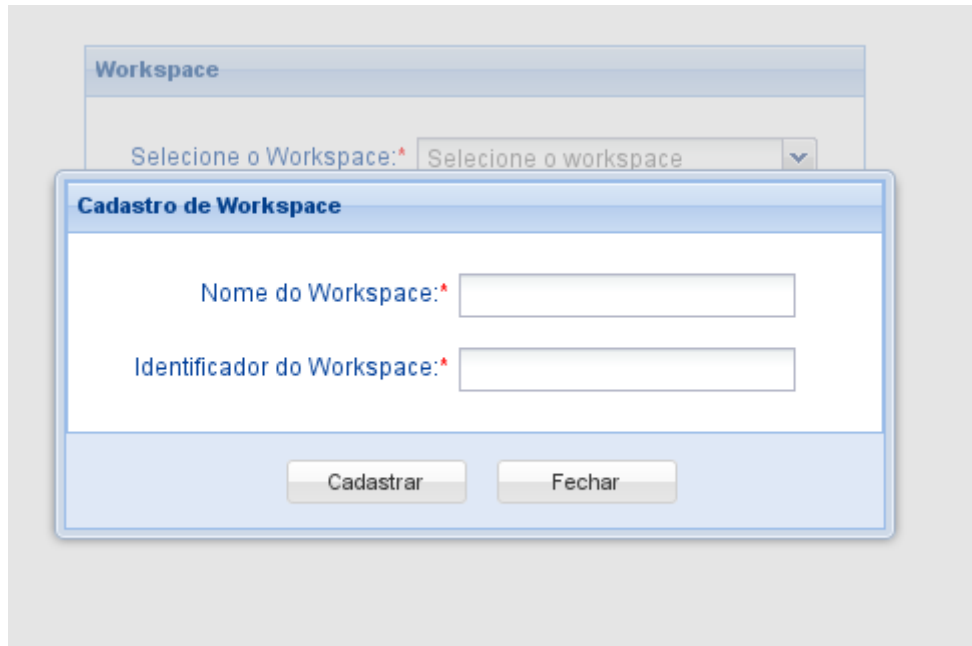 Workspace
Selecione o Workspace:* Selecione o workspace
Cadastro de Workspace
Nome do Workspace:*
Identificador do Workspace:*
Cadastrar Fechar